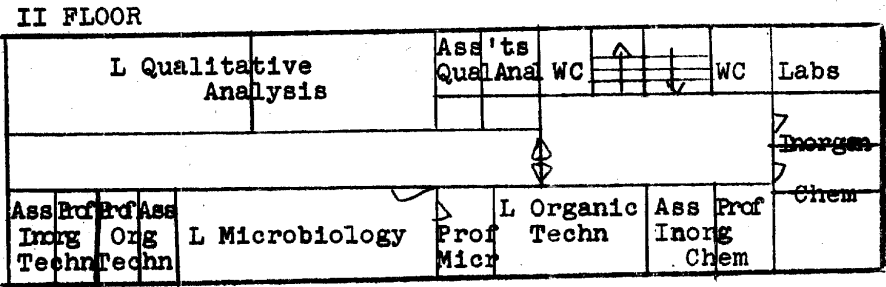 II FLOOR
L Qualitative
Analysis
Ass'ts
Qual Anal
WC
WC
Labs
Inorgan
Chem
Ass Prof
Inorg
Techn
Prof Ass
Org
Techn
L Microbiology
Prof
Micr
L Organic
Techn
Ass Prof
Inorg
Chem